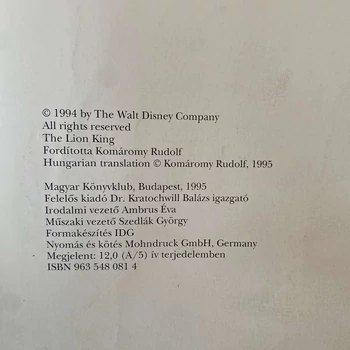 © 1994 by The Walt Disney Company
All rights reserved
The Lion King
Fordította Komáromy Rudolf
Hungarian translation © Komáromy Rudolf, 1995
Magyar Könyvklub, Budapest, 1995
Felelős kiadó Dr. Kratochwill Balázs igazgató
Irodalmi vezető Ambrus Éva
Műszaki vezető Szedlák György
Formakészítés IDG
Nyomás és kötés Mohndruck GmbH, Germany
Megjelent: 12,0 (A/5) ív terjedelemben
ISBN 963 548 081 4